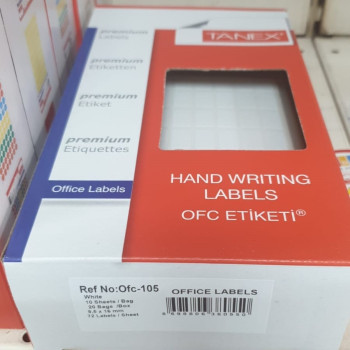 premium
Labels
premium
Etiketten
premium
Etiket
premium
Etiquettes
Office Labels
TANEX
HAND WRITING
LABELS
OFC ETİKETİ®
Ref No:Ofc-105
White
10 Sheets / Bag
20 Bags /Box
OFFICE LABELS
12 Labels / Sheet